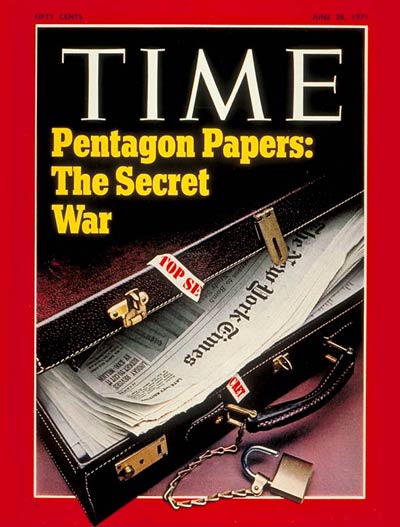 FIFTY CENTS
JUNE 28, 1971
TIME
Pentagon Papers:
The Secret
War
TOP SE
The New York Times